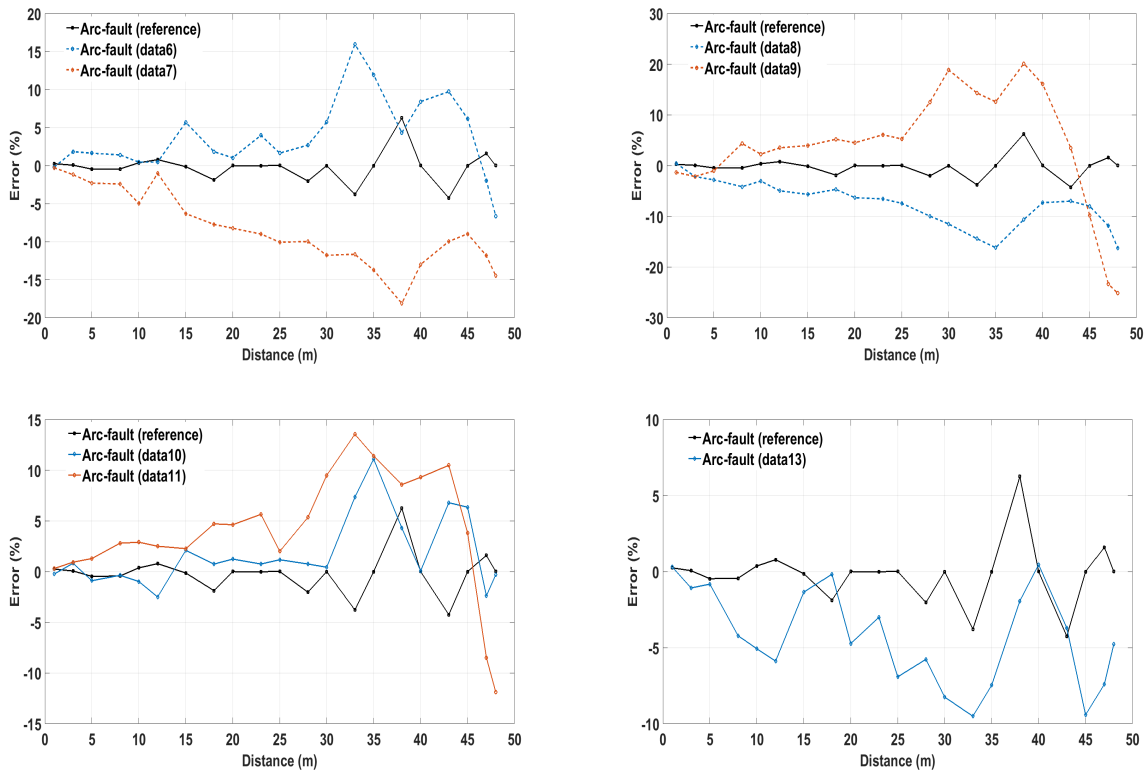 20
15
10
5
0
-5
-10
-15
-20
Error (%)
Arc-fault (reference)
Arc-fault (data6)
Arc-fault (data7)
0 5 10 15 20 25 30 35 40 45 50
Distance (m)
30
20
10
0
-10
-20
-30
Error (%)
Arc-fault (reference)
Arc-fault (data8)
Arc-fault (data9)
0 5 10 15 20 25 30 35 40 45 50
Distance (m)
15
10
5
0
-5
-10
-15
Error (%)
Arc-fault (reference)
Arc-fault (data10)
Arc-fault (data11)
0 5 10 15 20 25 30 35 40 45 50
Distance (m)
10
5
0
-5
-10
Error (%)
Arc-fault (reference)
Arc-fault (data13)
0 5 10 15 20 25 30 35 40 45 50
Distance (m)